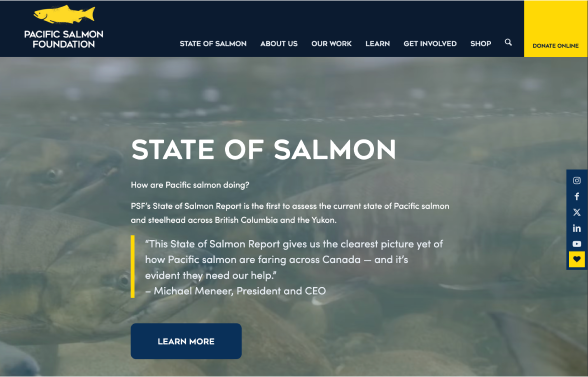 PACIFIC SALMON
FOUNDATION
STATE OF SALMON
ABOUT US
OUR WORK
LEARN
GET INVOLVED
SHOP
DONATE ONLINE
STATE OF SALMON
How are Pacific salmon doing?
PSF's State of Salmon Report is the first to assess the current state of Pacific salmon
and steelhead across British Columbia and the Yukon.
"This State of Salmon Report gives us the clearest picture yet of
how Pacific salmon are faring across Canada — and it's
evident they need our help."
– Michael Meneer, President and CEO
LEARN MORE